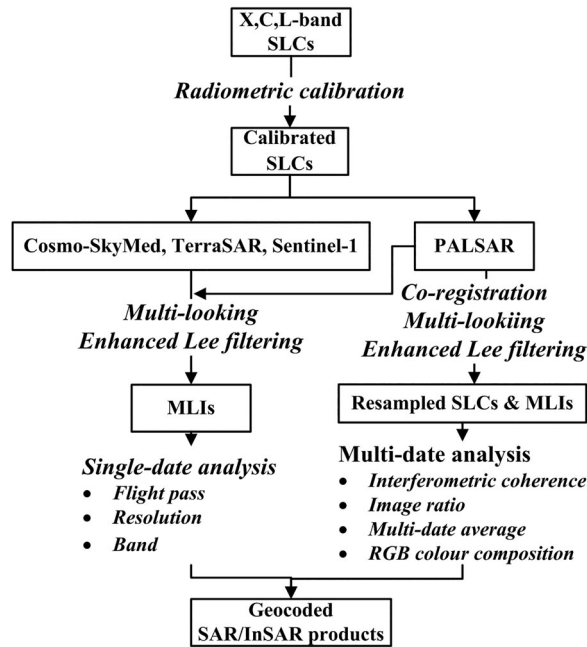 X,C,L-band
SLCs
Radiometric calibration
Calibrated
SLCs
Cosmo-SkyMed, TerraSAR, Sentinel-1
PALSAR
Multi-looking
Enhanced Lee filtering
Co-registration
Multi-lookiing
Enhanced Lee filtering
MLIs
Resampled SLCs & MLIs
Single-date analysis
• Flight pass
• Resolution
• Band
Multi-date analysis
• Interferometric coherence
• Image ratio
• Multi-date average
• RGB colour composition
Geocoded
SAR/InSAR products